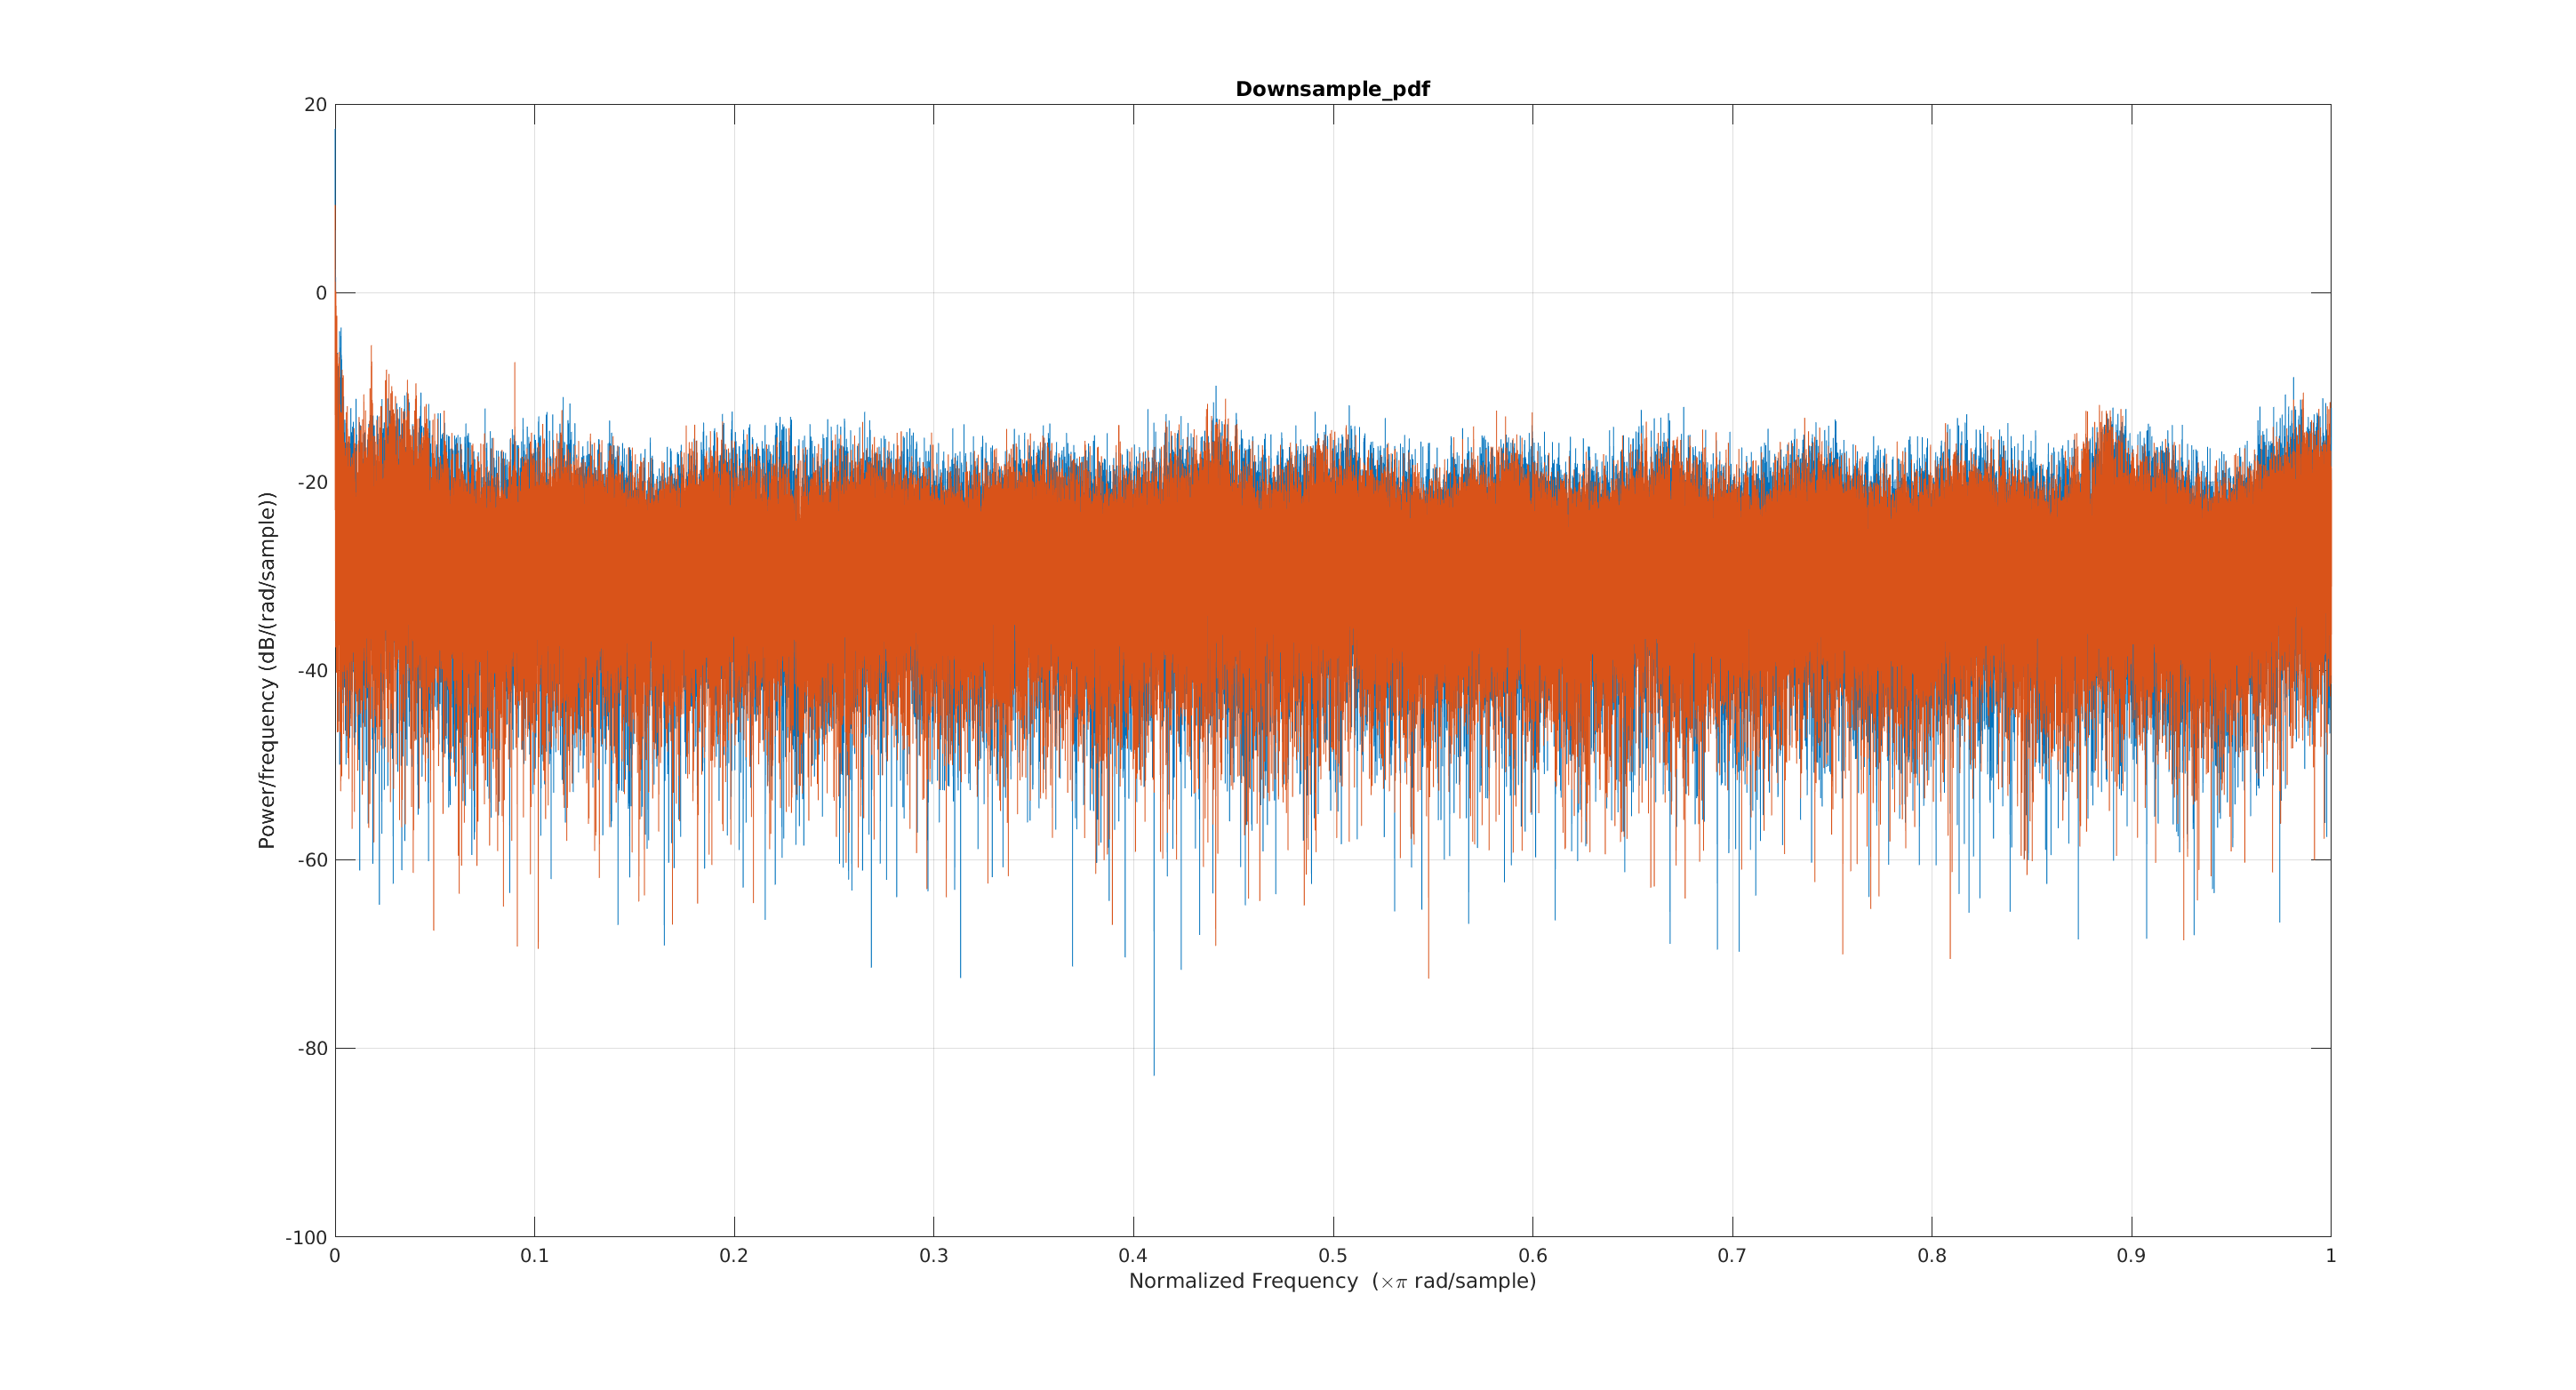 Downsample_pdf
20
0
-20
-40
-60
-80
-100
Power/frequency (dB/(rad/sample))
0 0.1 0.2 0.3 0.4 0.5 0.6 0.7 0.8 0.9 1
Normalized Frequency (×π rad/sample)